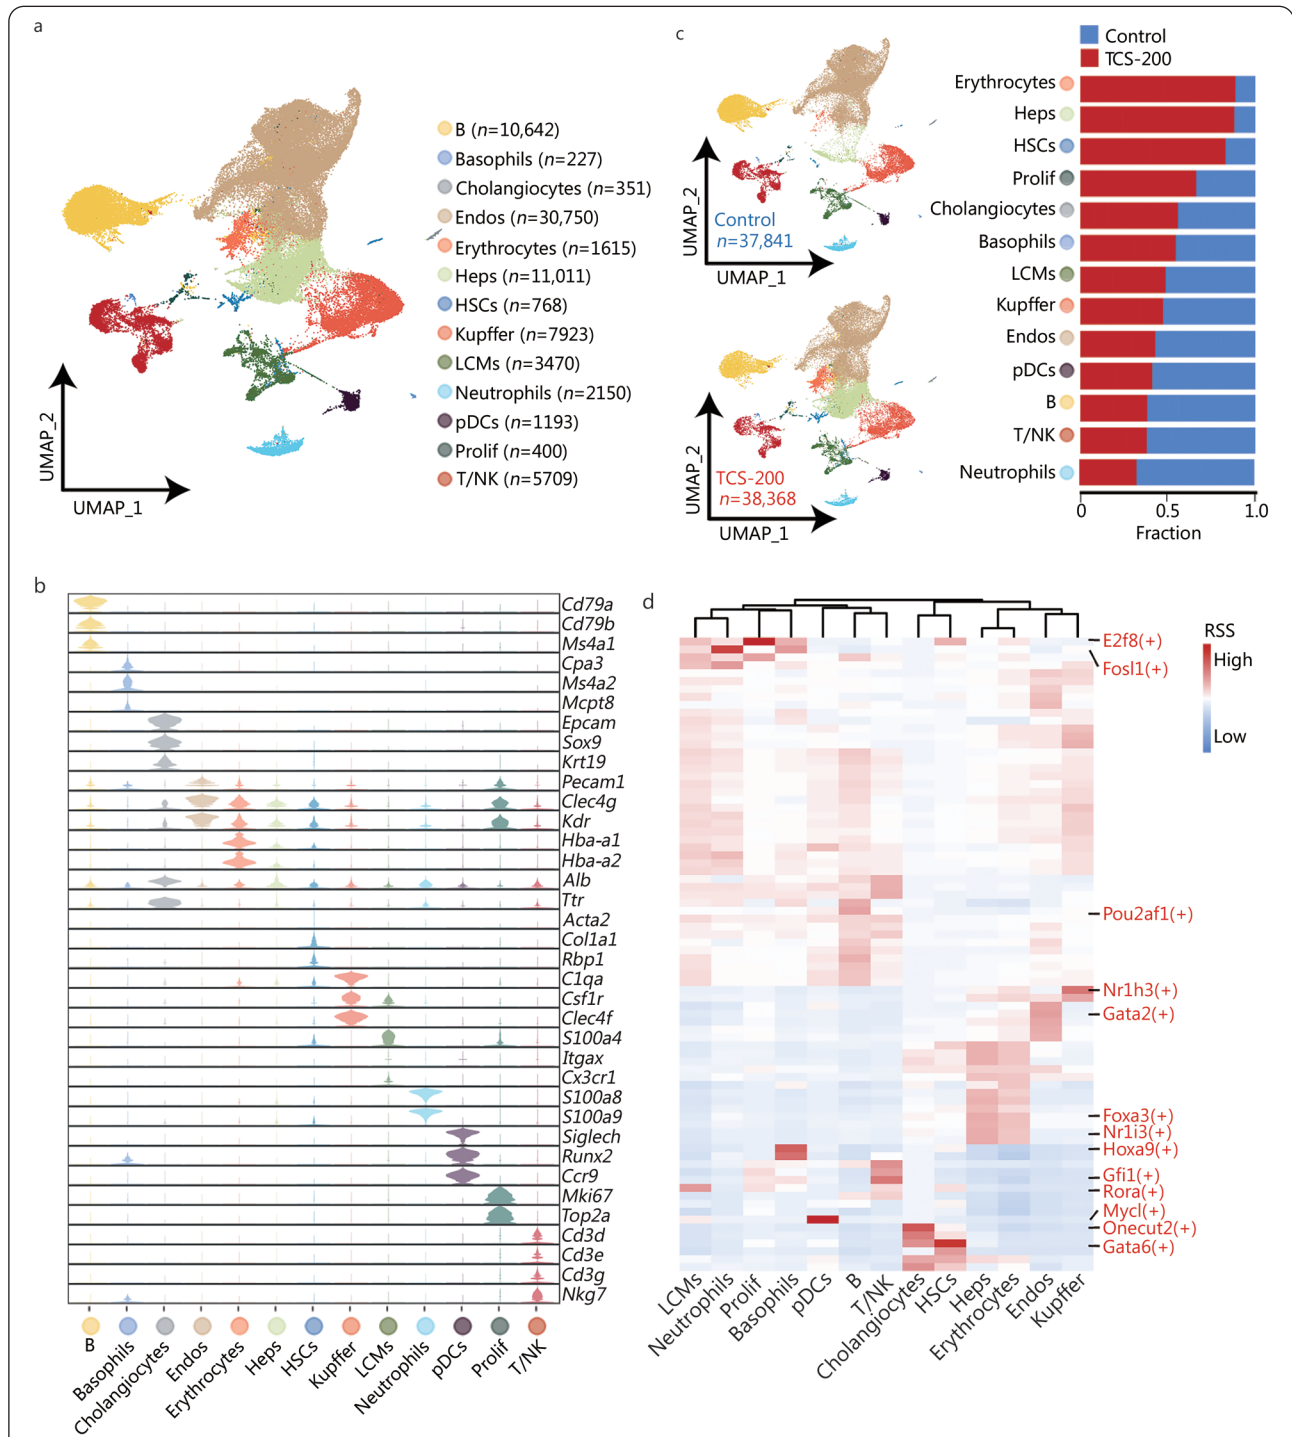 a
B (n=10,642)
Basophils (n=227)
Cholangiocytes (n=351)
Endos (n=30,750)
Erythrocytes (n=1615)
Heps (n=11,011)
HSCs (n=768)
Kupffer (n=7923)
LCMs (n=3470)
Neutrophils (n=2150)
pDCs (n=1193)
Prolif (n=400)
T/NK (n=5709)
UMAP_2
UMAP_1
c
UMAP_2
Control
n=37,841
UMAP_1
UMAP_2
TCS-200
n=38,368
UMAP_1
Control
TCS-200
Erythrocytes
Heps
HSCs
Prolif
Cholangiocytes
Basophils
LCMs
Kupffer
Endos
pDCs
B
T/NK
Neutrophils
0 0.5 1.0
Fraction
b
Cd79a
Cd79b
Ms4a1
Cpa3
Ms4a2
Mcpt8
Epcam
Sox9
Krt19
Pecam1
Clec4g
Kdr
Hba-a1
Hba-a2
Alb
Ttr
Acta2
Col1a1
Rbp1
C1qa
Csf1r
Clec4f
S100a4
Itgax
Cx3cr1
S100a8
S100a9
Siglech
Runx2
Ccr9
Mki67
Top2a
Cd3d
Cd3e
Cd3g
Nkg7
B
Basophils
Cholangiocytes
Endos
Erythrocytes
Heps
HSCs
Kupffer
LCMs
Neutrophils
pDCs
Prolif
T/NK
d
E2f8(+)
Fosl1(+)
Pou2af1(+)
Nr1h3(+)
Gata2(+)
Foxa3(+)
Nr1i3(+)
Hoxa9(+)
Gfi1(+)
Rora(+)
Mycl(+)
Onecut2(+)
Gata6(+)
RSS
High
Low
LCMs
Neutrophils
Prolif
Basophils
pDCs
B
T/NK
Cholangiocytes
HSCs
Heps
Erythrocytes
Endos
Kupffer